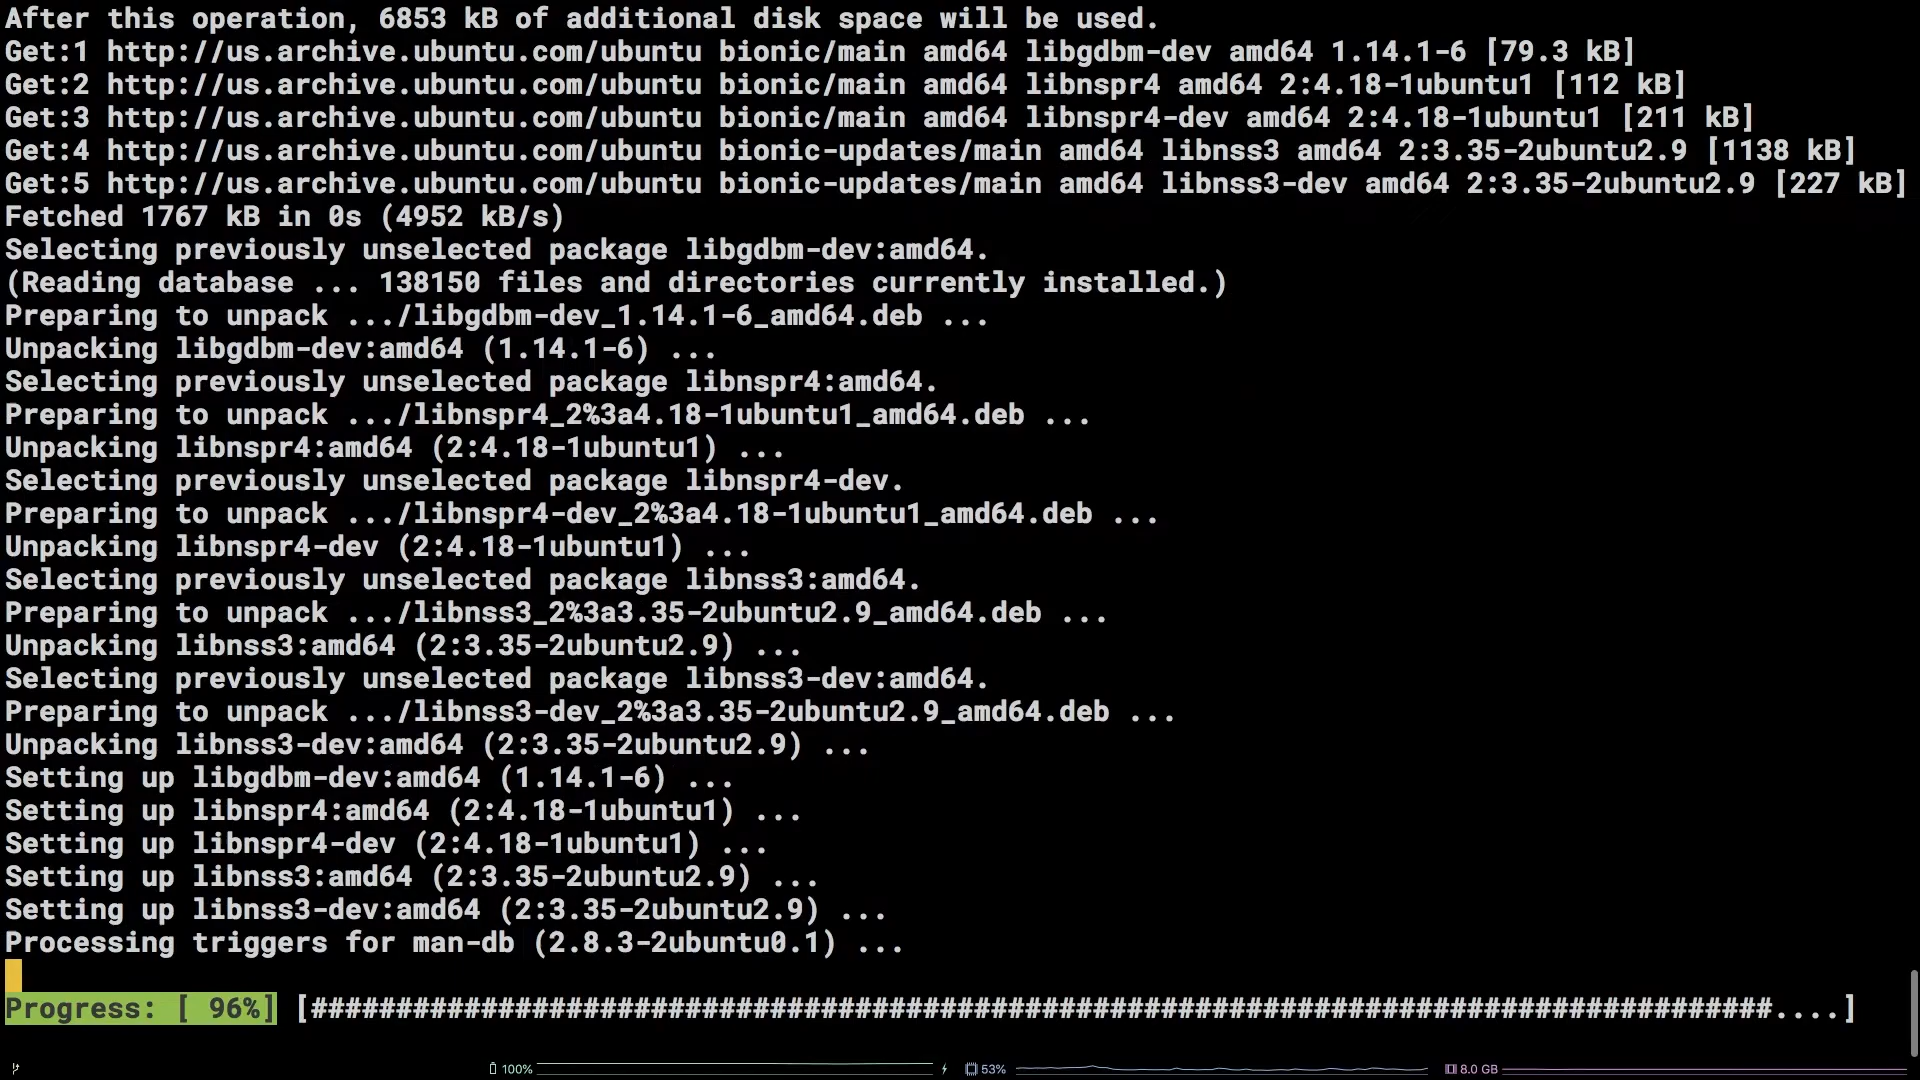 After this operation, 6853 kB of additional disk space will be used.
Get:1 http://us.archive.ubuntu.com/ubuntu bionic/main amd64 libgdbm-dev amd64 1.14.1-6 [79.3 kB]
Get:2 http://us.archive.ubuntu.com/ubuntu bionic/main amd64 libnspr4 amd64 2:4.18-1ubuntu1 [112 kB]
Get:3 http://us.archive.ubuntu.com/ubuntu bionic/main amd64 libnspr4-dev amd64 2:4.18-1ubuntu1 [211 kB]
Get:4 http://us.archive.ubuntu.com/ubuntu bionic-updates/main amd64 libnss3 amd64 2:3.35-2ubuntu2.9 [1138 kB]
Get:5 http://us.archive.ubuntu.com/ubuntu bionic-updates/main amd64 libnss3-dev amd64 2:3.35-2ubuntu2.9 [227 kB]
Fetched 1767 kB in 0s (4952 kB/s)
Selecting previously unselected package libgdbm-dev:amd64.
(Reading database ... 138150 files and directories currently installed.)
Preparing to unpack .../libgdbm-dev_1.14.1-6_amd64.deb ...
Unpacking libgdbm-dev:amd64 (1.14.1-6) ...
Selecting previously unselected package libnspr4:amd64.
Preparing to unpack .../libnspr4_2%3a4.18-1ubuntu1_amd64.deb ...
Unpacking libnspr4:amd64 (2:4.18-1ubuntu1) ...
Selecting previously unselected package libnspr4-dev.
Preparing to unpack .../libnspr4-dev_2%3a4.18-1ubuntu1_amd64.deb ...
Unpacking libnspr4-dev (2:4.18-1ubuntu1) ...
Selecting previously unselected package libnss3:amd64.
Preparing to unpack .../libnss3_2%3a3.35-2ubuntu2.9_amd64.deb ...
Unpacking libnss3:amd64 (2:3.35-2ubuntu2.9) ...
Selecting previously unselected package libnss3-dev:amd64.
Preparing to unpack .../libnss3-dev_2%3a3.35-2ubuntu2.9_amd64.deb ...
Unpacking libnss3-dev:amd64 (2:3.35-2ubuntu2.9) ...
Setting up libgdbm-dev:amd64 (1.14.1-6) ...
Setting up libnspr4:amd64 (2:4.18-1ubuntu1) ...
Setting up libnspr4-dev (2:4.18-1ubuntu1) ...
Setting up libnss3:amd64 (2:3.35-2ubuntu2.9) ...
Setting up libnss3-dev:amd64 (2:3.35-2ubuntu2.9) ...
Processing triggers for man-db (2.8.3-2ubuntu0.1) ...
Progress: [ 96%] [######################################################################################....]
100% 53% 8.0 GB